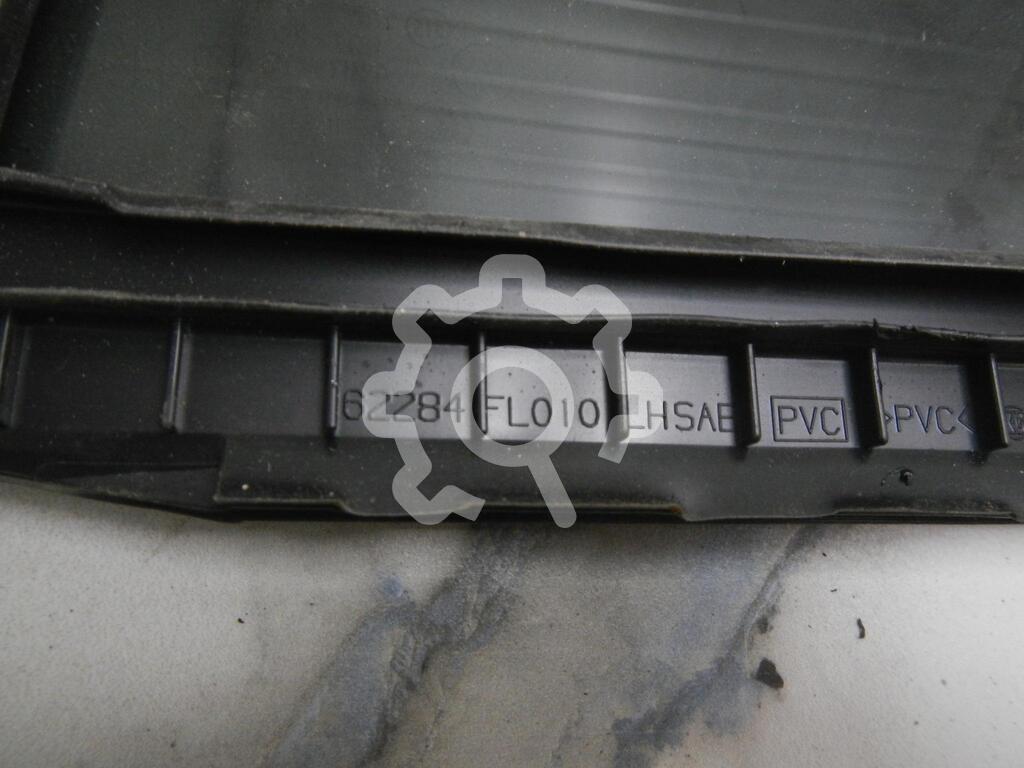 62284 FL010 LHSAE PVC >PVC<